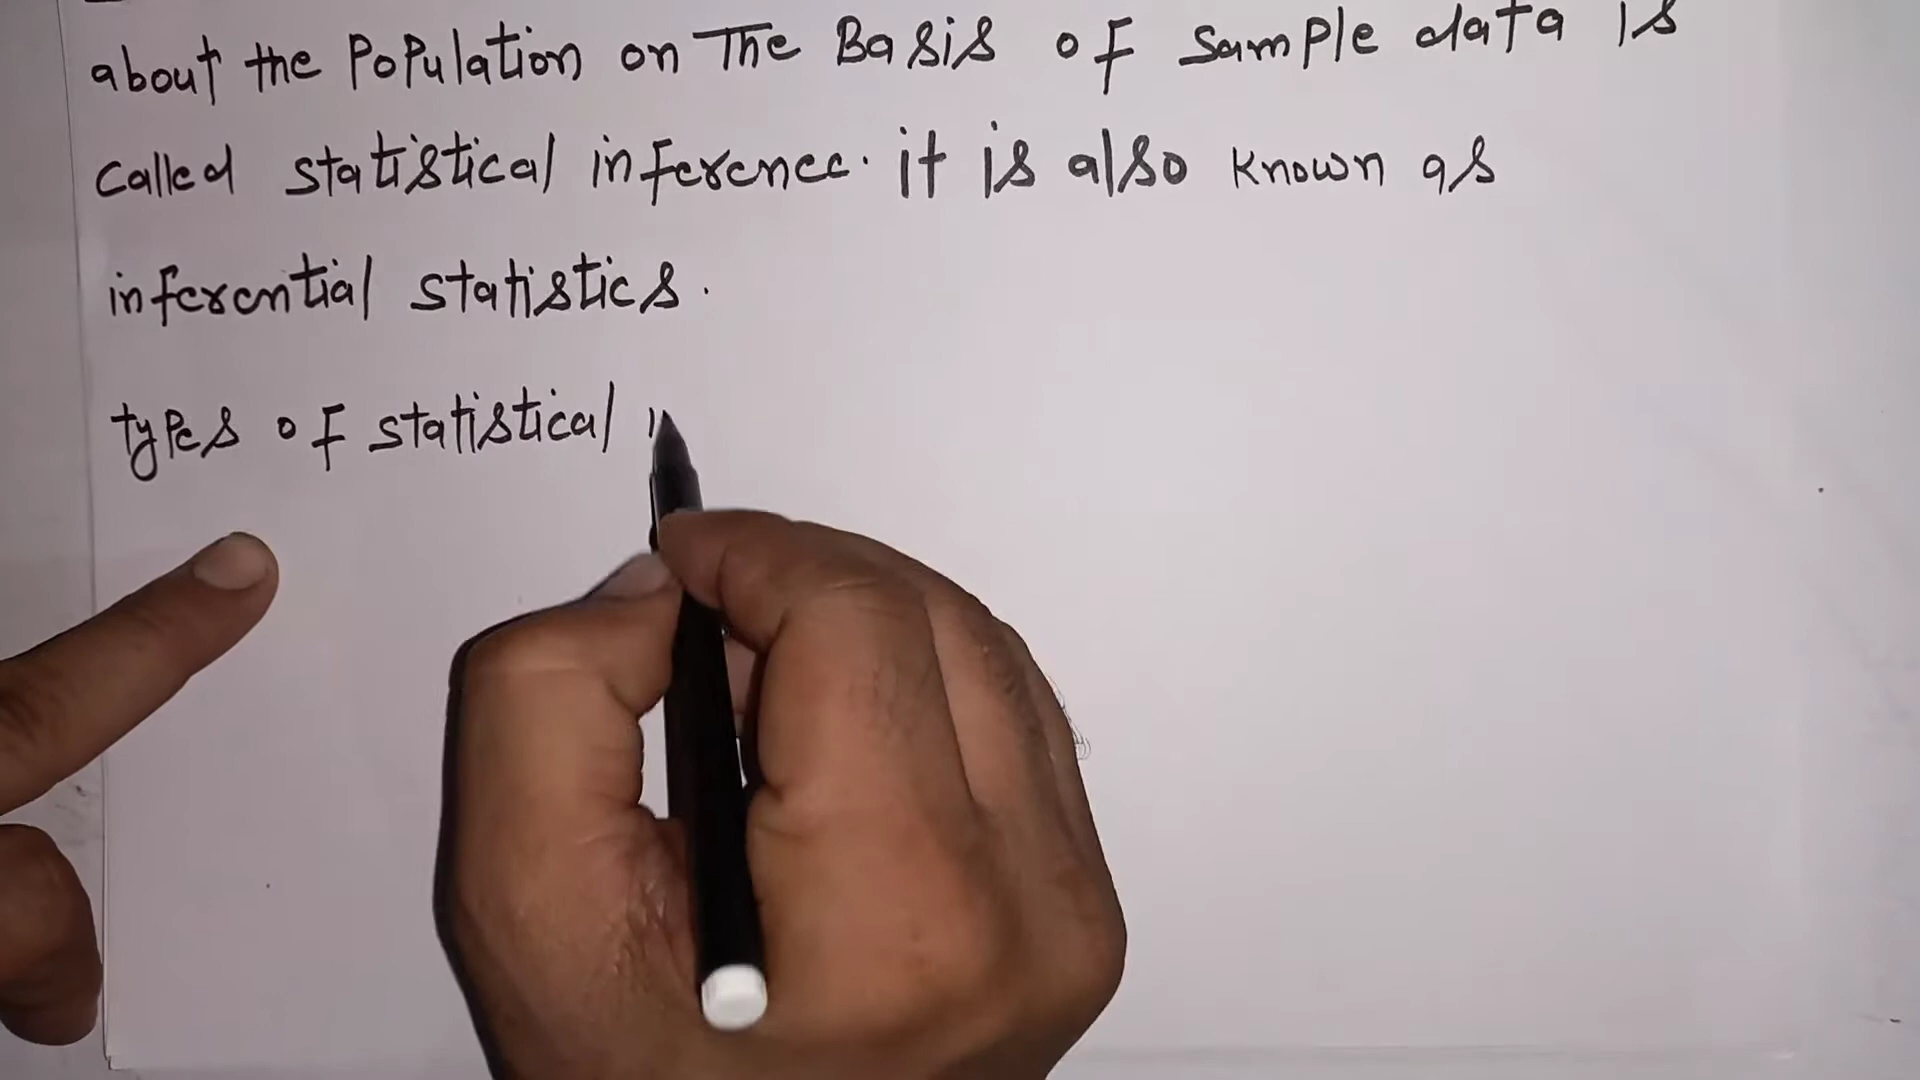 about the Population on The Basis of Sample data is
called statistical inference. it is also known as
inferential statistics.
types of statistical